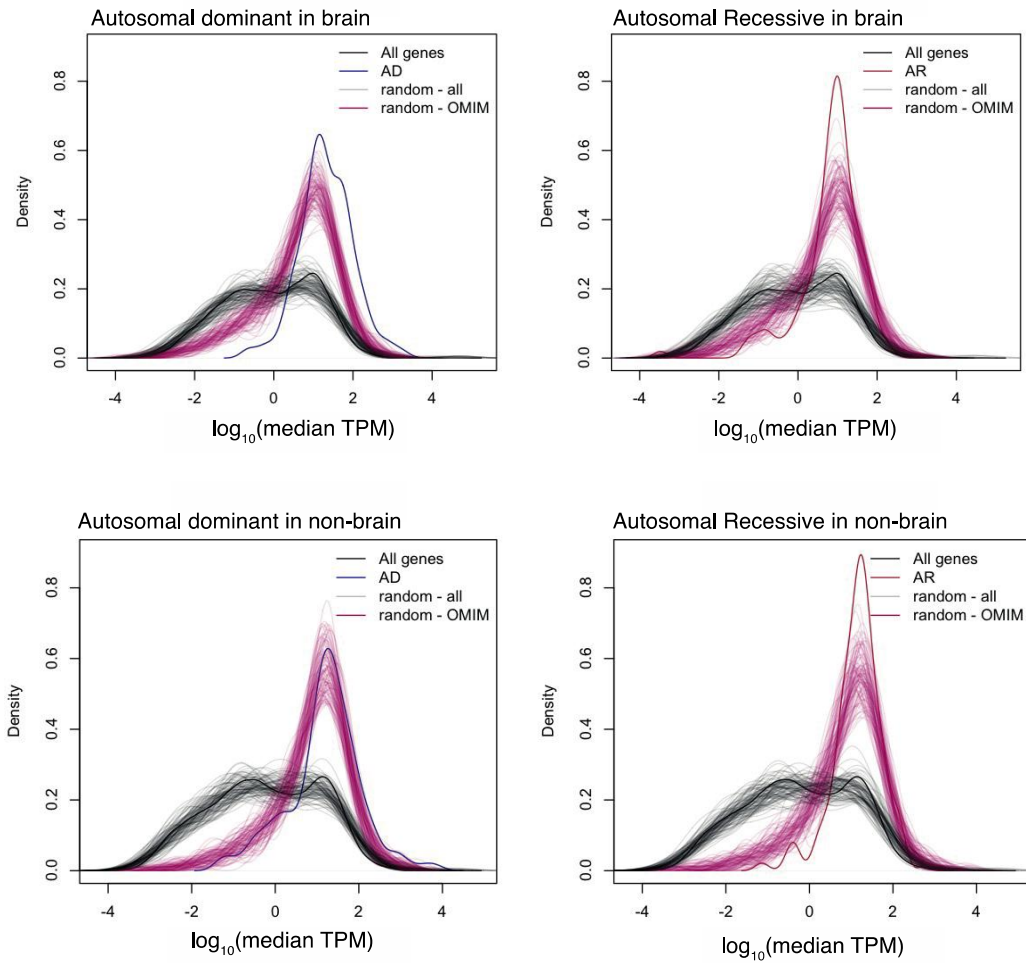 Autosomal dominant in brain
All genes
AD
random - all
random - OMIM
Density
0.0
0.2
0.4
0.6
0.8
-4
-2
0
2
4
log10(median TPM)
Autosomal Recessive in brain
All genes
AR
random - all
random - OMIM
Density
0.0
0.2
0.4
0.6
0.8
-4
-2
0
2
4
log10(median TPM)
Autosomal dominant in non-brain
All genes
AD
random - all
random - OMIM
Density
0.0
0.2
0.4
0.6
0.8
-4
-2
0
2
4
log10(median TPM)
Autosomal Recessive in non-brain
All genes
AR
random - all
random - OMIM
Density
0.0
0.2
0.4
0.6
0.8
-4
-2
0
2
4
log10(median TPM)